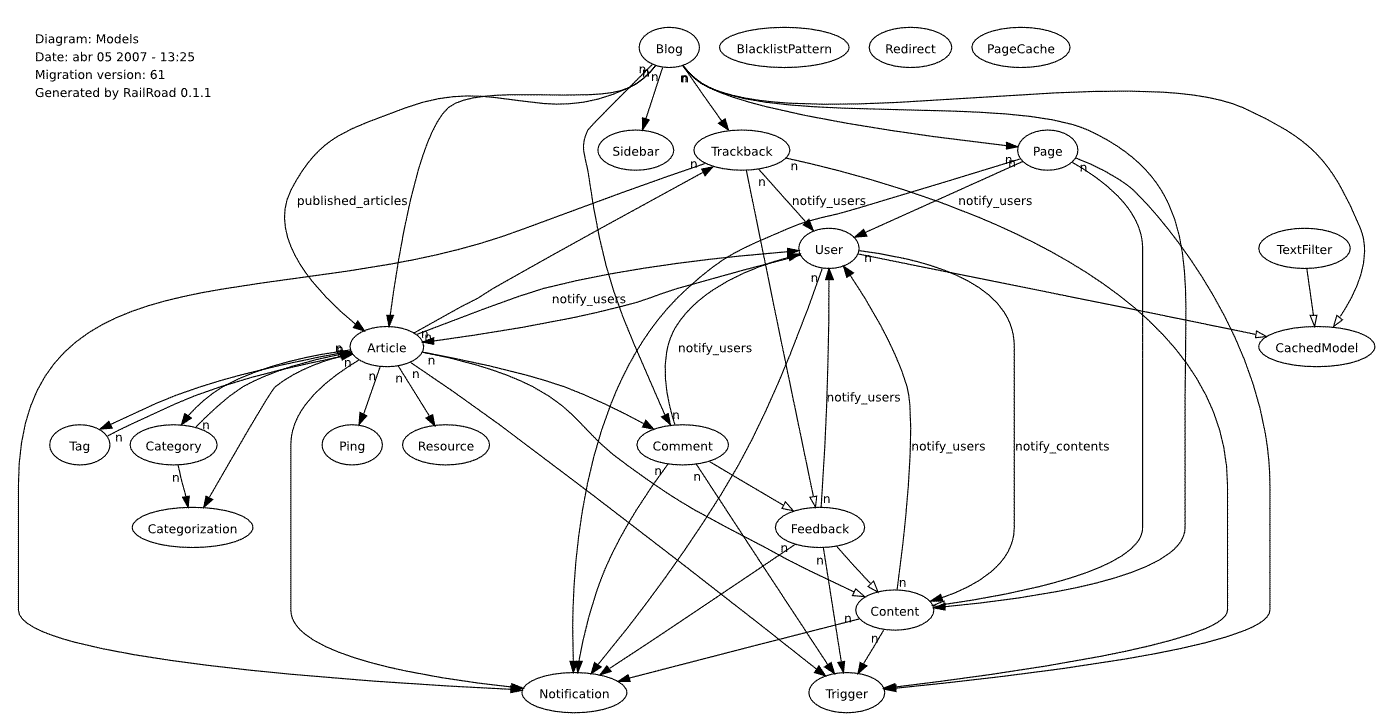 Diagram: Models
Date: abr 05 2007 - 13:25
Migration version: 61
Generated by RailRoad 0.1.1
Blog
BlacklistPattern
Redirect
PageCache
n
n
n
n
n
Sidebar
Trackback
Page
n
n
n
n
n
n
published_articles
notify_users
notify_users
User
TextFilter
n
n
notify_users
Article
CachedModel
n
n
n
n
n
n
n
n
notify_users
notify_users
n
Tag
n
Category
n
Ping
Resource
Comment
notify_users
notify_contents
n
n
n
n
Categorization
Feedback
n
n
n
Content
n
n
Notification
Trigger